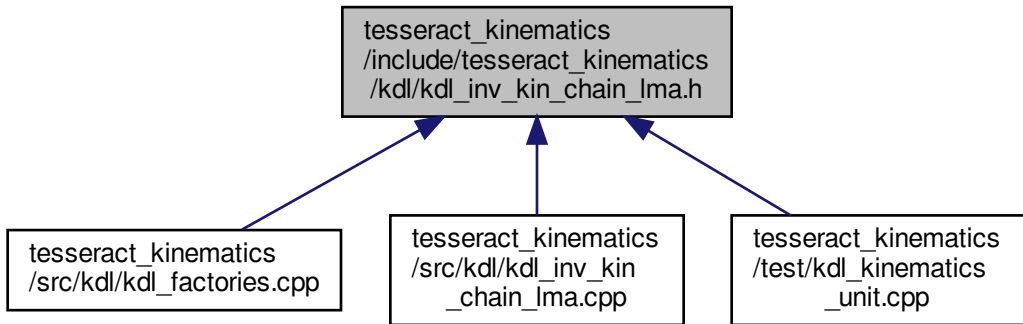 tesseract_kinematics
/include/tesseract_kinematics
/kdl/kdl_inv_kin_chain_lma.h
tesseract_kinematics
/src/kdl/kdl_factories.cpp
tesseract_kinematics
/src/kdl/kdl_inv_kin
_chain_lma.cpp
tesseract_kinematics
/test/kdl_kinematics
_unit.cpp